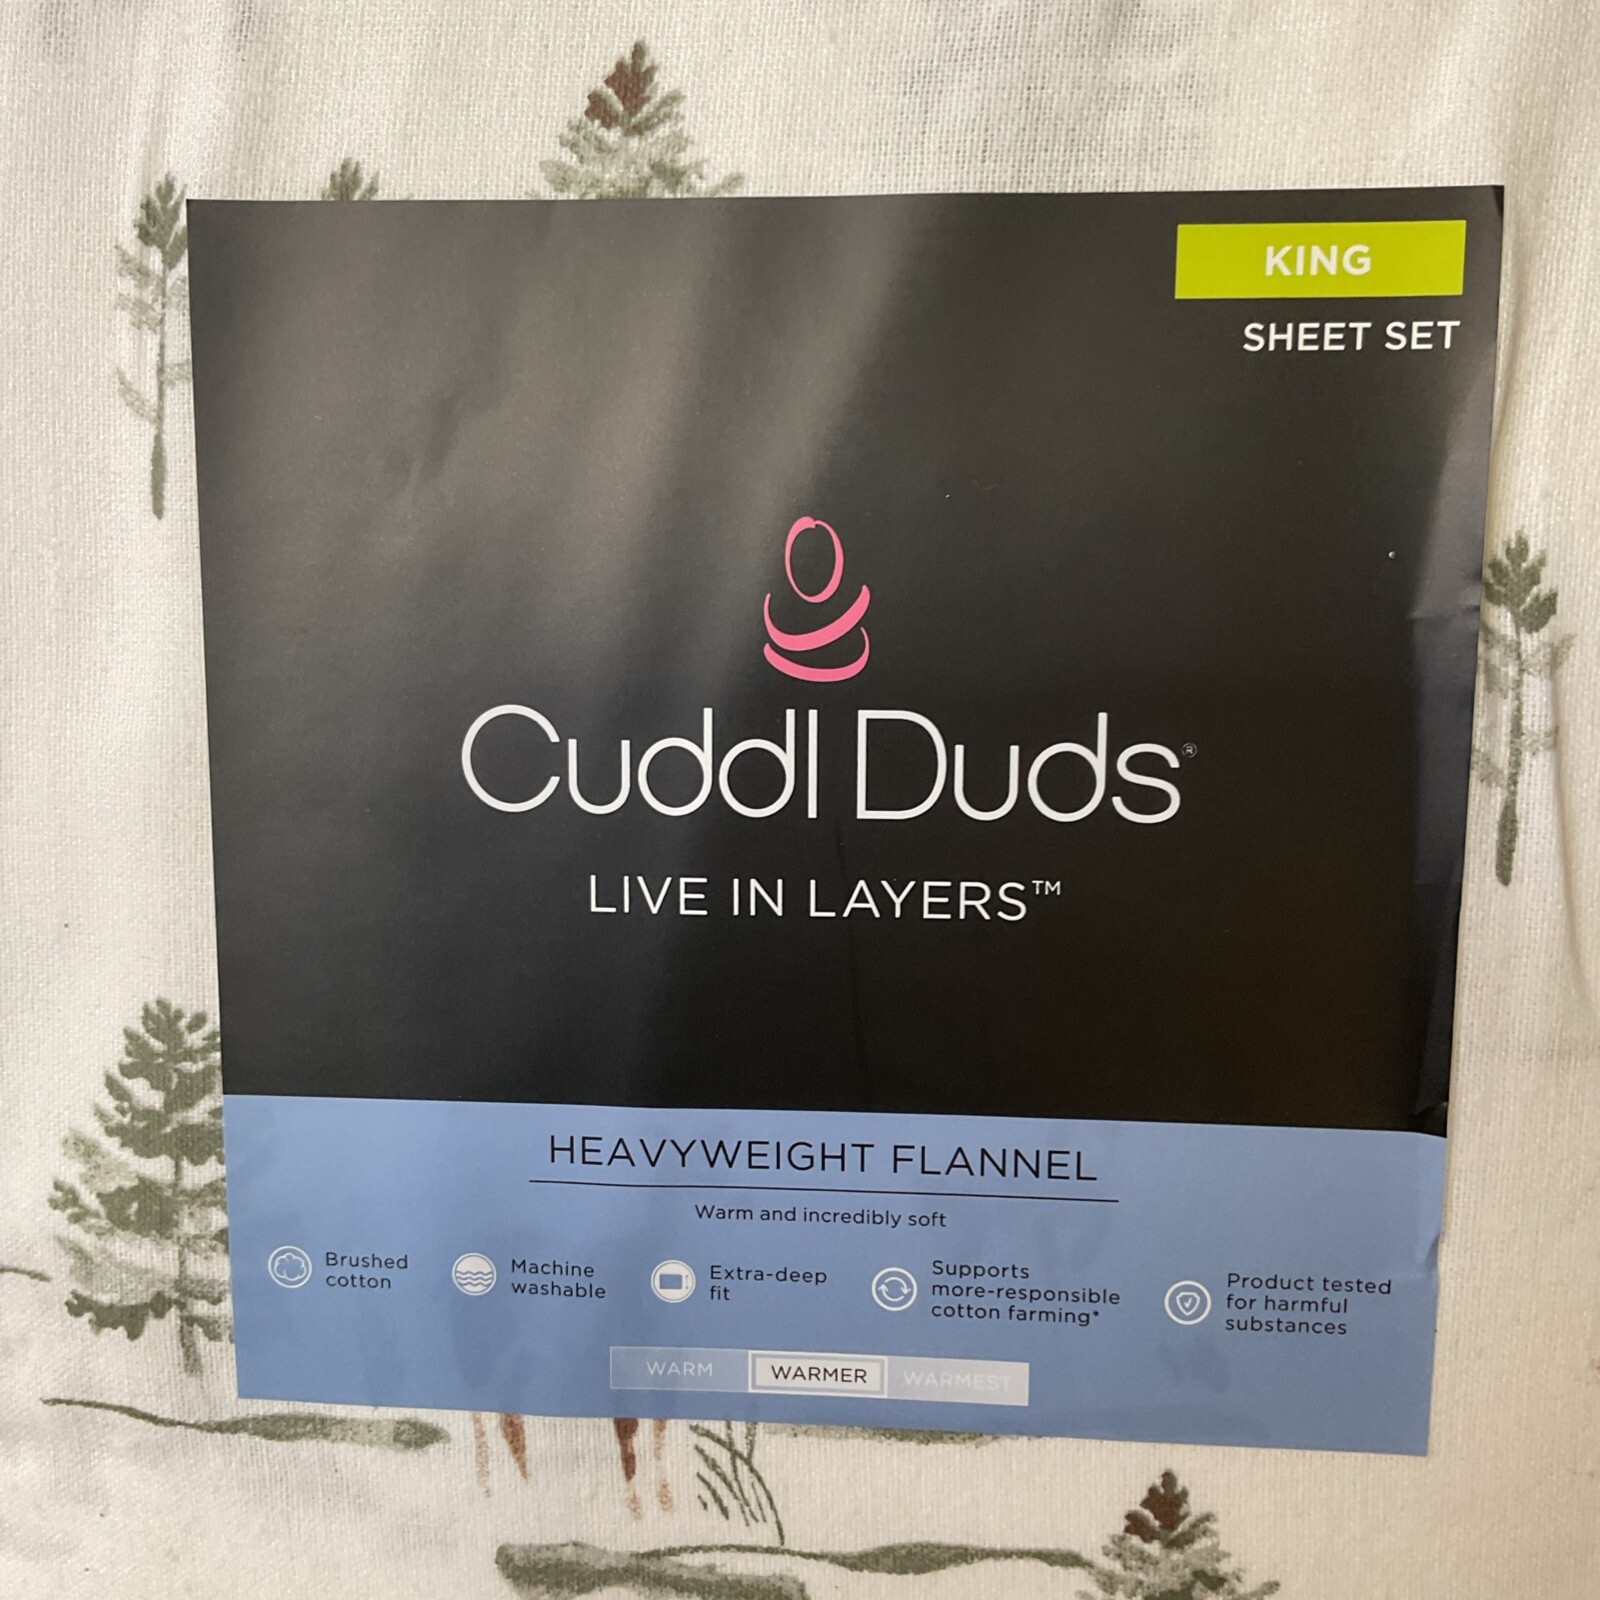 KING
SHEET SET
Cuddl Duds®
LIVE IN LAYERS™
HEAVYWEIGHT FLANNEL
Warm and incredibly soft
Brushed
cotton
Machine
washable
Extra-deep
fit
Supports
more-responsible
cotton farming*
Product tested
for harmful
substances
WARM WARMER WARMEST